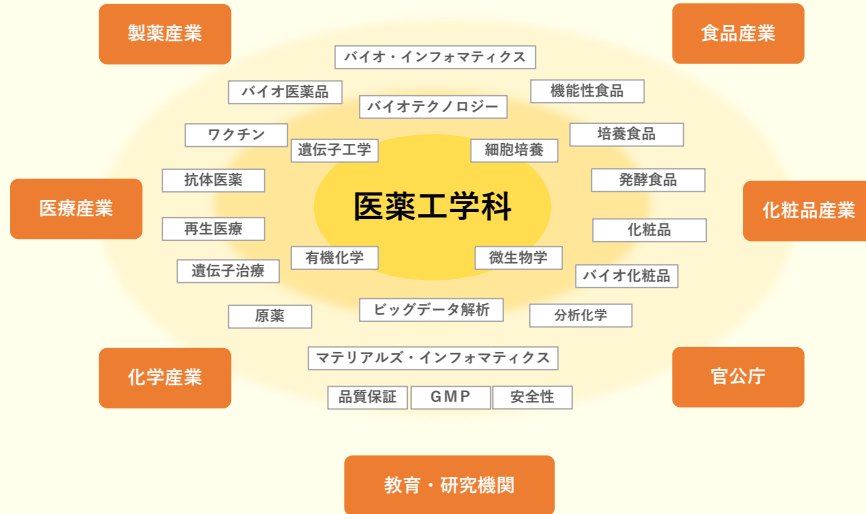 製薬産業
食品産業
バイオ・インフォマティクス
バイオ医薬品
機能性食品
バイオテクノロジー
ワクチン
培養食品
遺伝子工学
細胞培養
抗体医薬
発酵食品
医療産業
医薬工学科
化粧品産業
再生医療
化粧品
有機化学
微生物学
遺伝子治療
バイオ化粧品
原薬
ビッグデータ解析
分析化学
マテリアルズ・インフォマティクス
化学産業
官公庁
品質保証
GMP
安全性
教育・研究機関